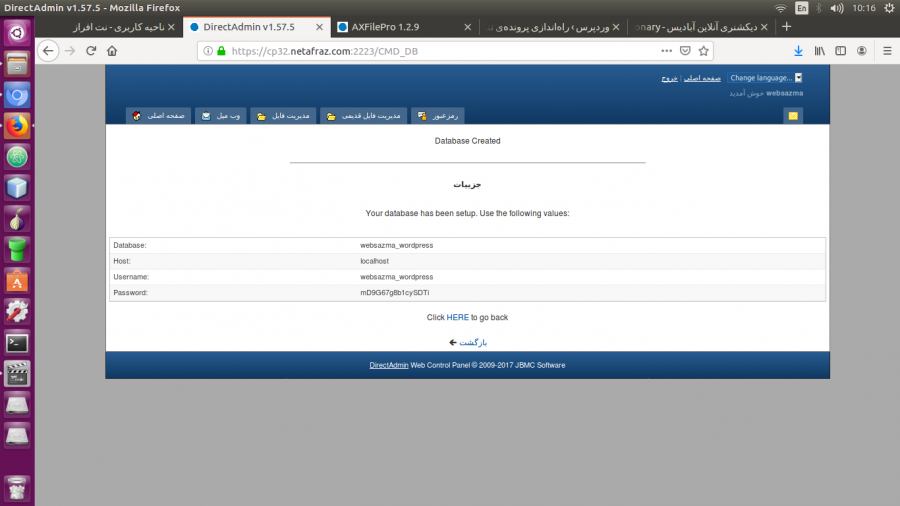 DirectAdmin v1.57.5 - Mozilla Firefox
En
10:16
ناحیه کاربری - نت افراز
DirectAdmin v1.57.5
AXFilePro 1.2.9
وردپرس › راه‌اندازی پرونده‌ی
دیکشنری آنلاین آبادیس - onary
https://cp32.netafraz.com:2223/CMD_DB
خروج | صفحه اصلی
Change language...
websazma خوش آمدید
صفحه اصلی
وب میل
مدیریت فایل
مدیریت فایل قدیمی
رمزعبور
Database Created
جزییات
Your database has been setup. Use the following values:
Database: websazma_wordpress
Host: localhost
Username: websazma_wordpress
Password: mD9G67g8b1cySDTi
Click HERE to go back
بازگشت
DirectAdmin Web Control Panel © 2009-2017 JBMC Software